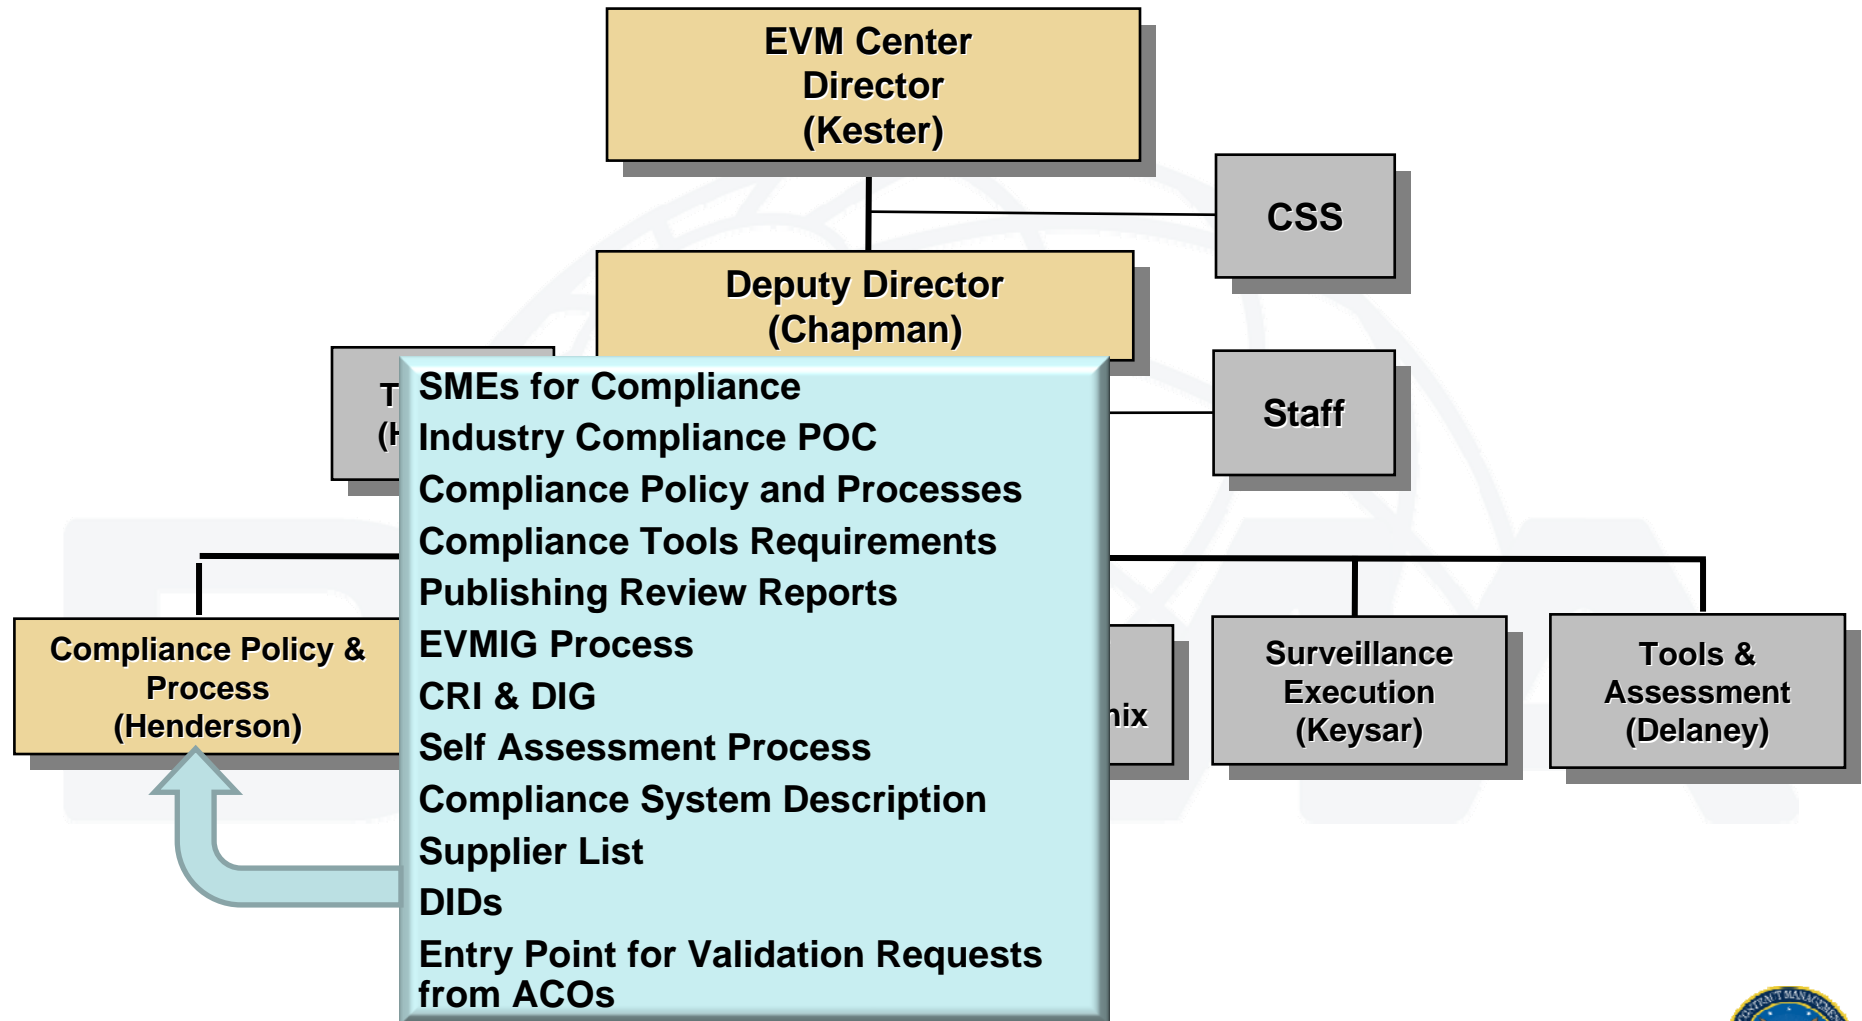 EVM Center
Director
(Kester)
CSS
Deputy Director
(Chapman)
Staff
SMEs for Compliance
Industry Compliance POC
Compliance Policy and Processes
Compliance Tools Requirements
Publishing Review Reports
EVMIG Process
CRI & DIG
Self Assessment Process
Compliance System Description
Supplier List
DIDs
Entry Point for Validation Requests
from ACOs
Compliance Policy &
Process
(Henderson)
Surveillance
Execution
(Keysar)
Tools &
Assessment
(Delaney)